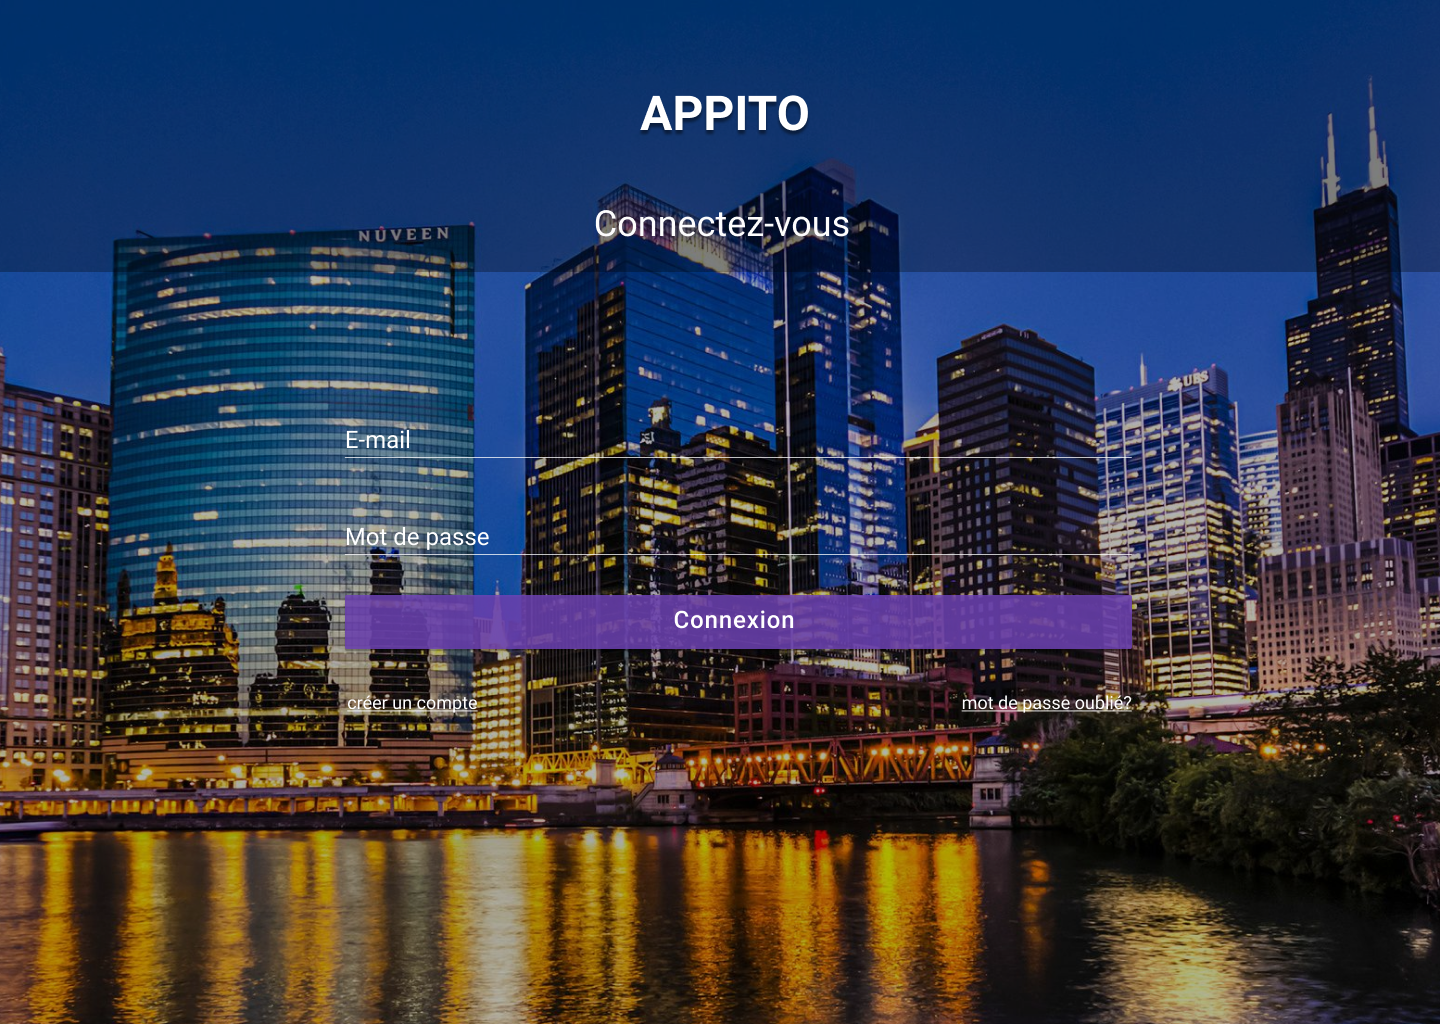 APPITO
Connectez-vous
NUVEEN
UBS
E-mail
Mot de passe
Connexion
créer un compte
mot de passe oublié?